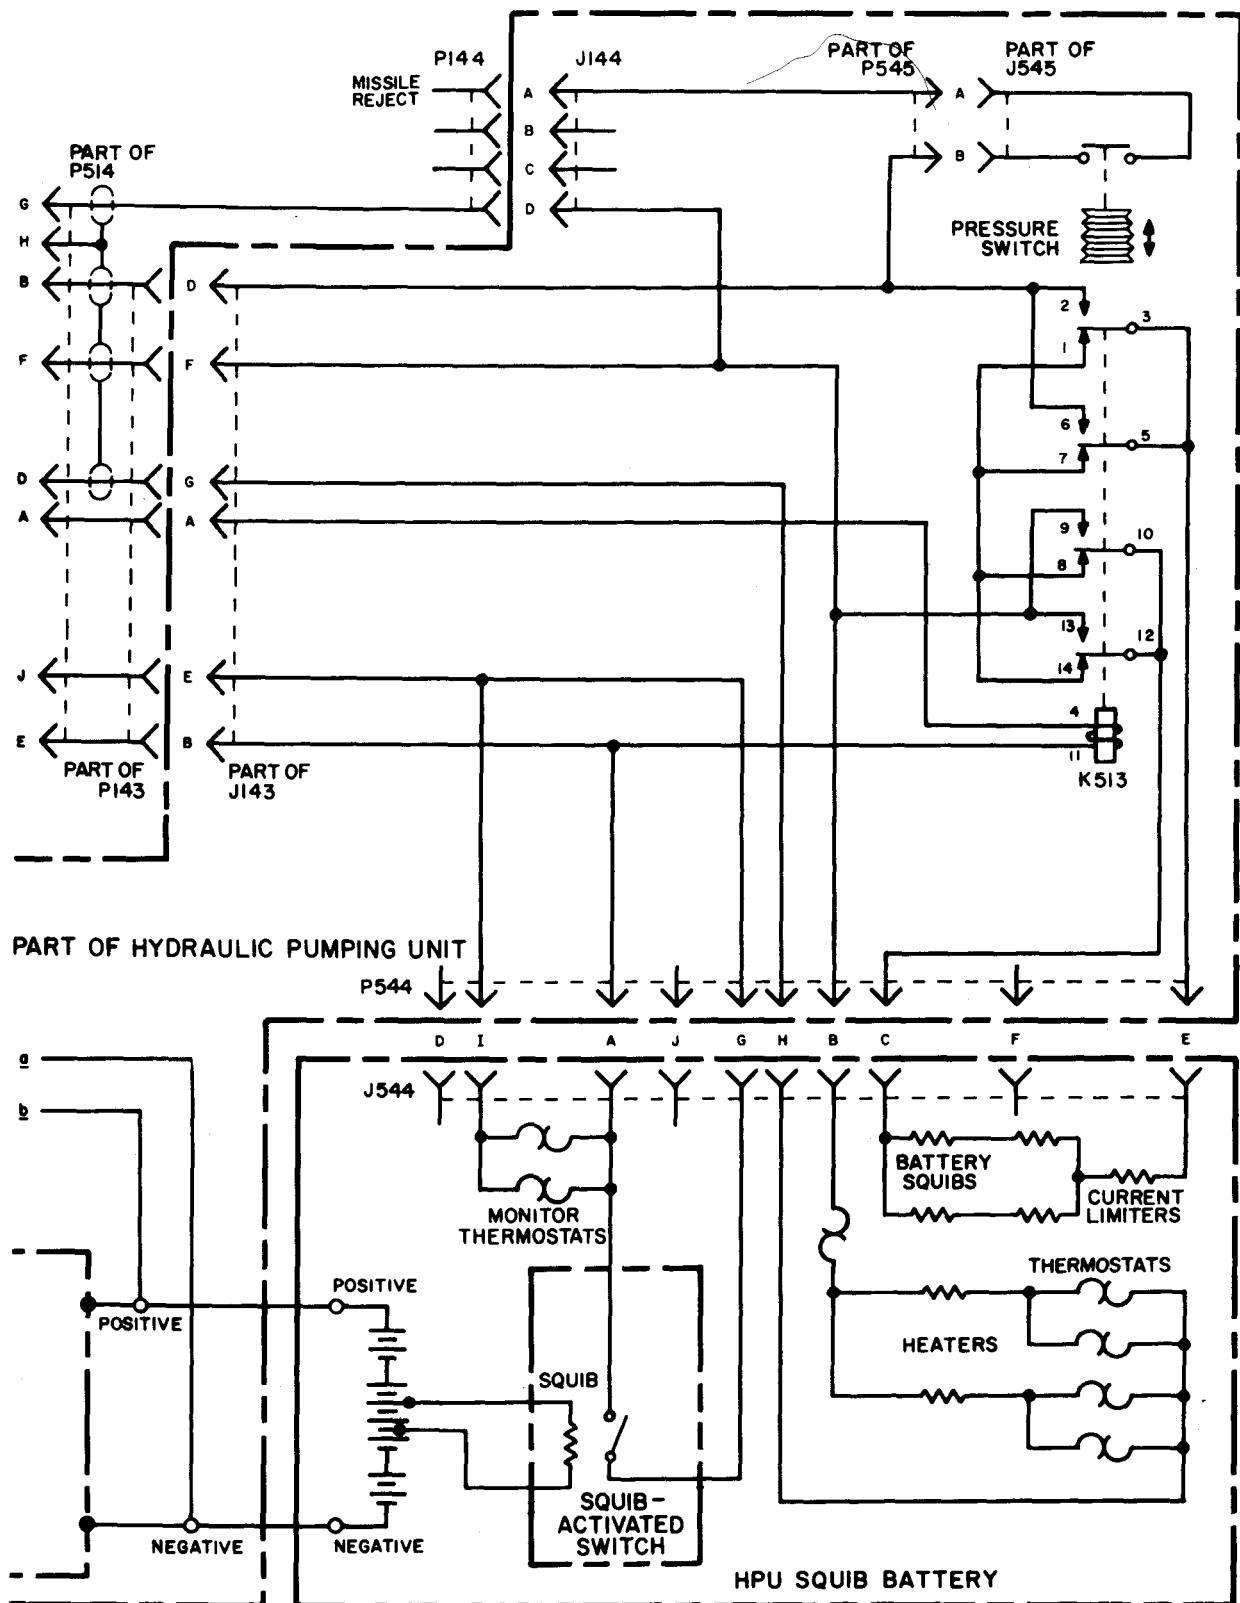 P144
J144
PART OF
P545
PART OF
J545
MISSILE
REJECT
A
A
B
B
C
D
PART OF
P514
G
H
B
D
PRESSURE
SWITCH
2
3
1
F
F
6
5
7
D
G
A
A
9
10
8
13
12
14
J
E
4
E
B
11
PART OF
P143
PART OF
J143
K513
PART OF HYDRAULIC PUMPING UNIT
P544
D I A J G H B C F E
J544
a
b
BATTERY
SQUIBS
CURRENT
LIMITERS
MONITOR
THERMOSTATS
THERMOSTATS
POSITIVE
POSITIVE
HEATERS
SQUIB
SQUIB-
ACTIVATED
SWITCH
NEGATIVE
NEGATIVE
HPU SQUIB BATTERY